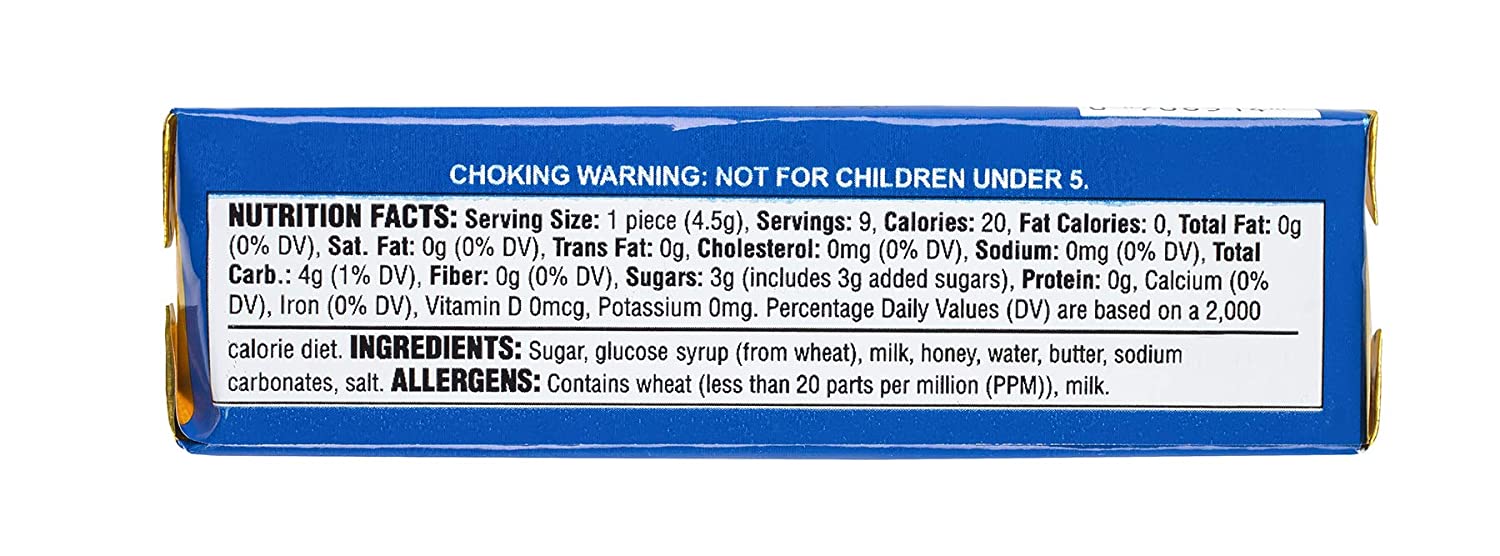 CHOKING WARNING: NOT FOR CHILDREN UNDER 5.
NUTRITION FACTS: Serving Size: 1 piece (4.5g), Servings: 9, Calories: 20, Fat Calories: 0, Total Fat: 0g
(0% DV), Sat. Fat: 0g (0% DV), Trans Fat: 0g, Cholesterol: 0mg (0% DV), Sodium: 0mg (0% DV), Total
Carb.: 4g (1% DV), Fiber: 0g (0% DV), Sugars: 3g (includes 3g added sugars), Protein: 0g, Calcium (0%
DV), Iron (0% DV), Vitamin D 0mcg, Potassium 0mg. Percentage Daily Values (DV) are based on a 2,000
calorie diet. INGREDIENTS: Sugar, glucose syrup (from wheat), milk, honey, water, butter, sodium
carbonates, salt. ALLERGENS: Contains wheat (less than 20 parts per million (PPM)), milk.